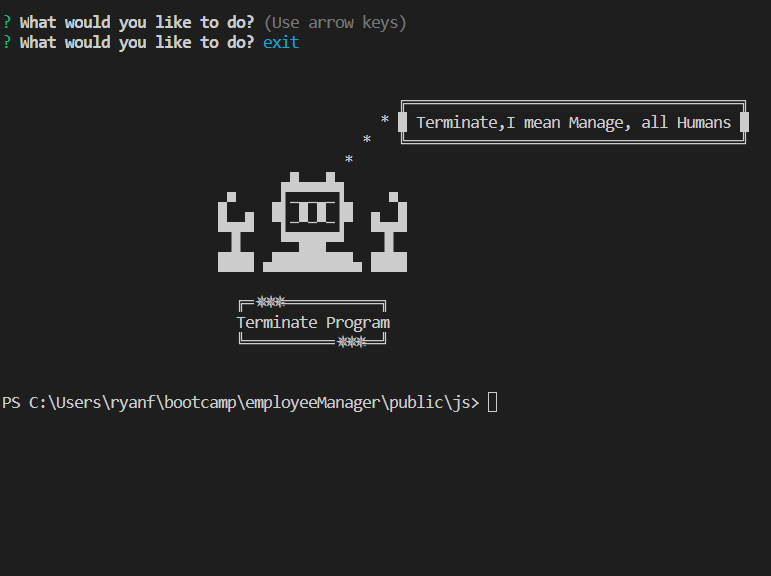 ? What would you like to do? (Use arrow keys)
? What would you like to do? exit
Terminate,I mean Manage, all Humans
Terminate Program
PS C:\Users\ryanf\bootcamp\employeeManager\public\js>